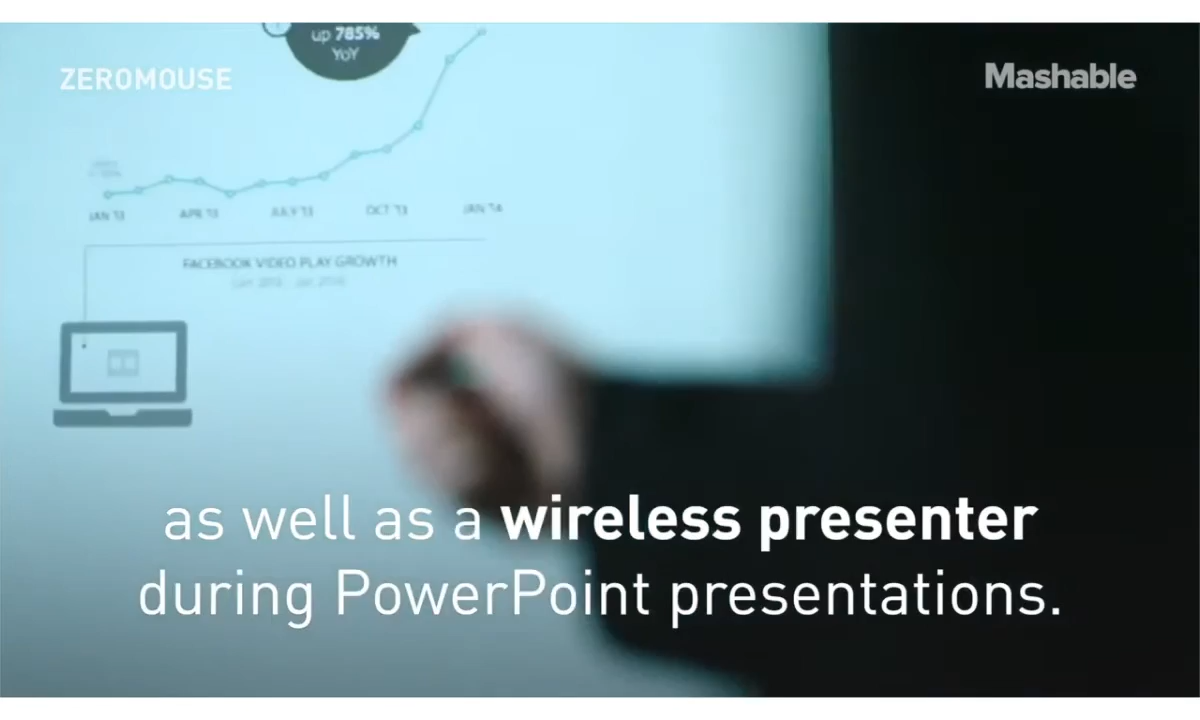 up 785%
YoY
ZEROMOUSE
Mashable
JAN '13
APR '13
JULY '13
OCT '13
JAN '14
FACEBOOK VIDEO PLAY GROWTH
as well as a wireless presenter
during PowerPoint presentations.